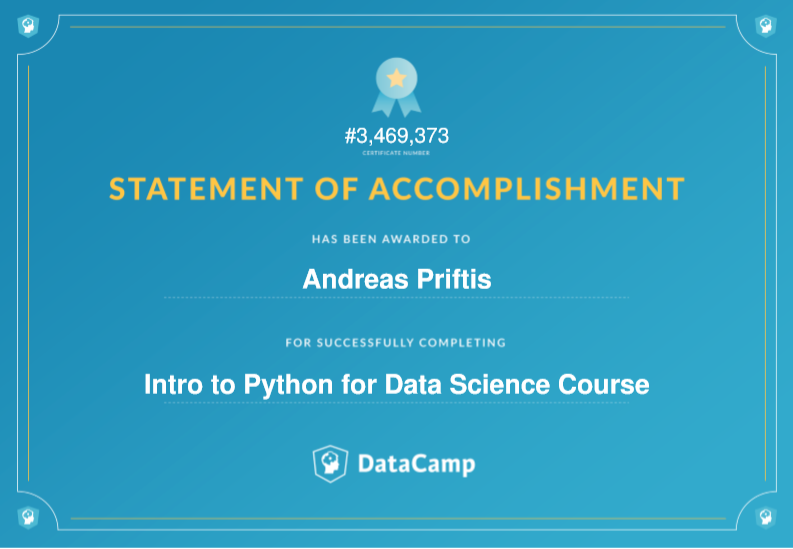 #3,469,373
CERTIFICATE NUMBER
STATEMENT OF ACCOMPLISHMENT
HAS BEEN AWARDED TO
Andreas Priftis
FOR SUCCESSFULLY COMPLETING
Intro to Python for Data Science Course
DataCamp